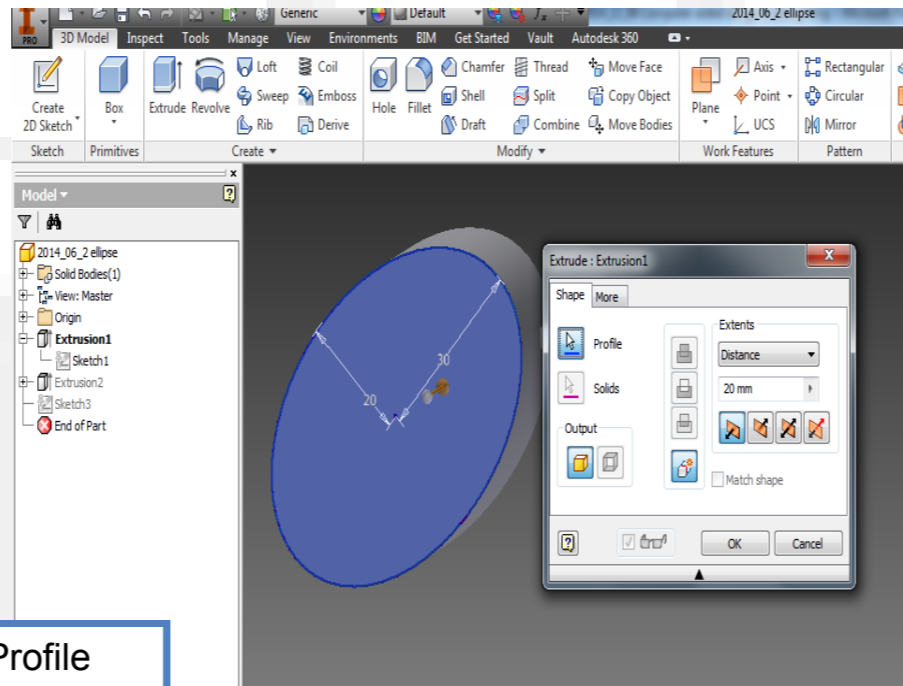 Generic Default 2014_06_2 ellipse
PRO 3D Model Inspect Tools Manage View Environments BIM Get Started Vault Autodesk 360
Loft Coil Chamfer Thread Move Face Axis Rectangular
Create 2D Sketch Box Extrude Revolve Sweep Emboss Hole Fillet Shell Split Copy Object Plane Point Circular
Rib Derive Draft Combine Move Bodies UCS Mirror
Sketch Primitives Create Modify Work Features Pattern
Model
2014_06_2 ellipse
Solid Bodies(1)
View: Master
Origin
Extrusion1
Sketch1
Extrusion2
Sketch3
End of Part
30
20
Extrude : Extrusion1
Shape More
Extents
Profile
Distance
Solids
20 mm
Output
Match shape
OK Cancel
Profile